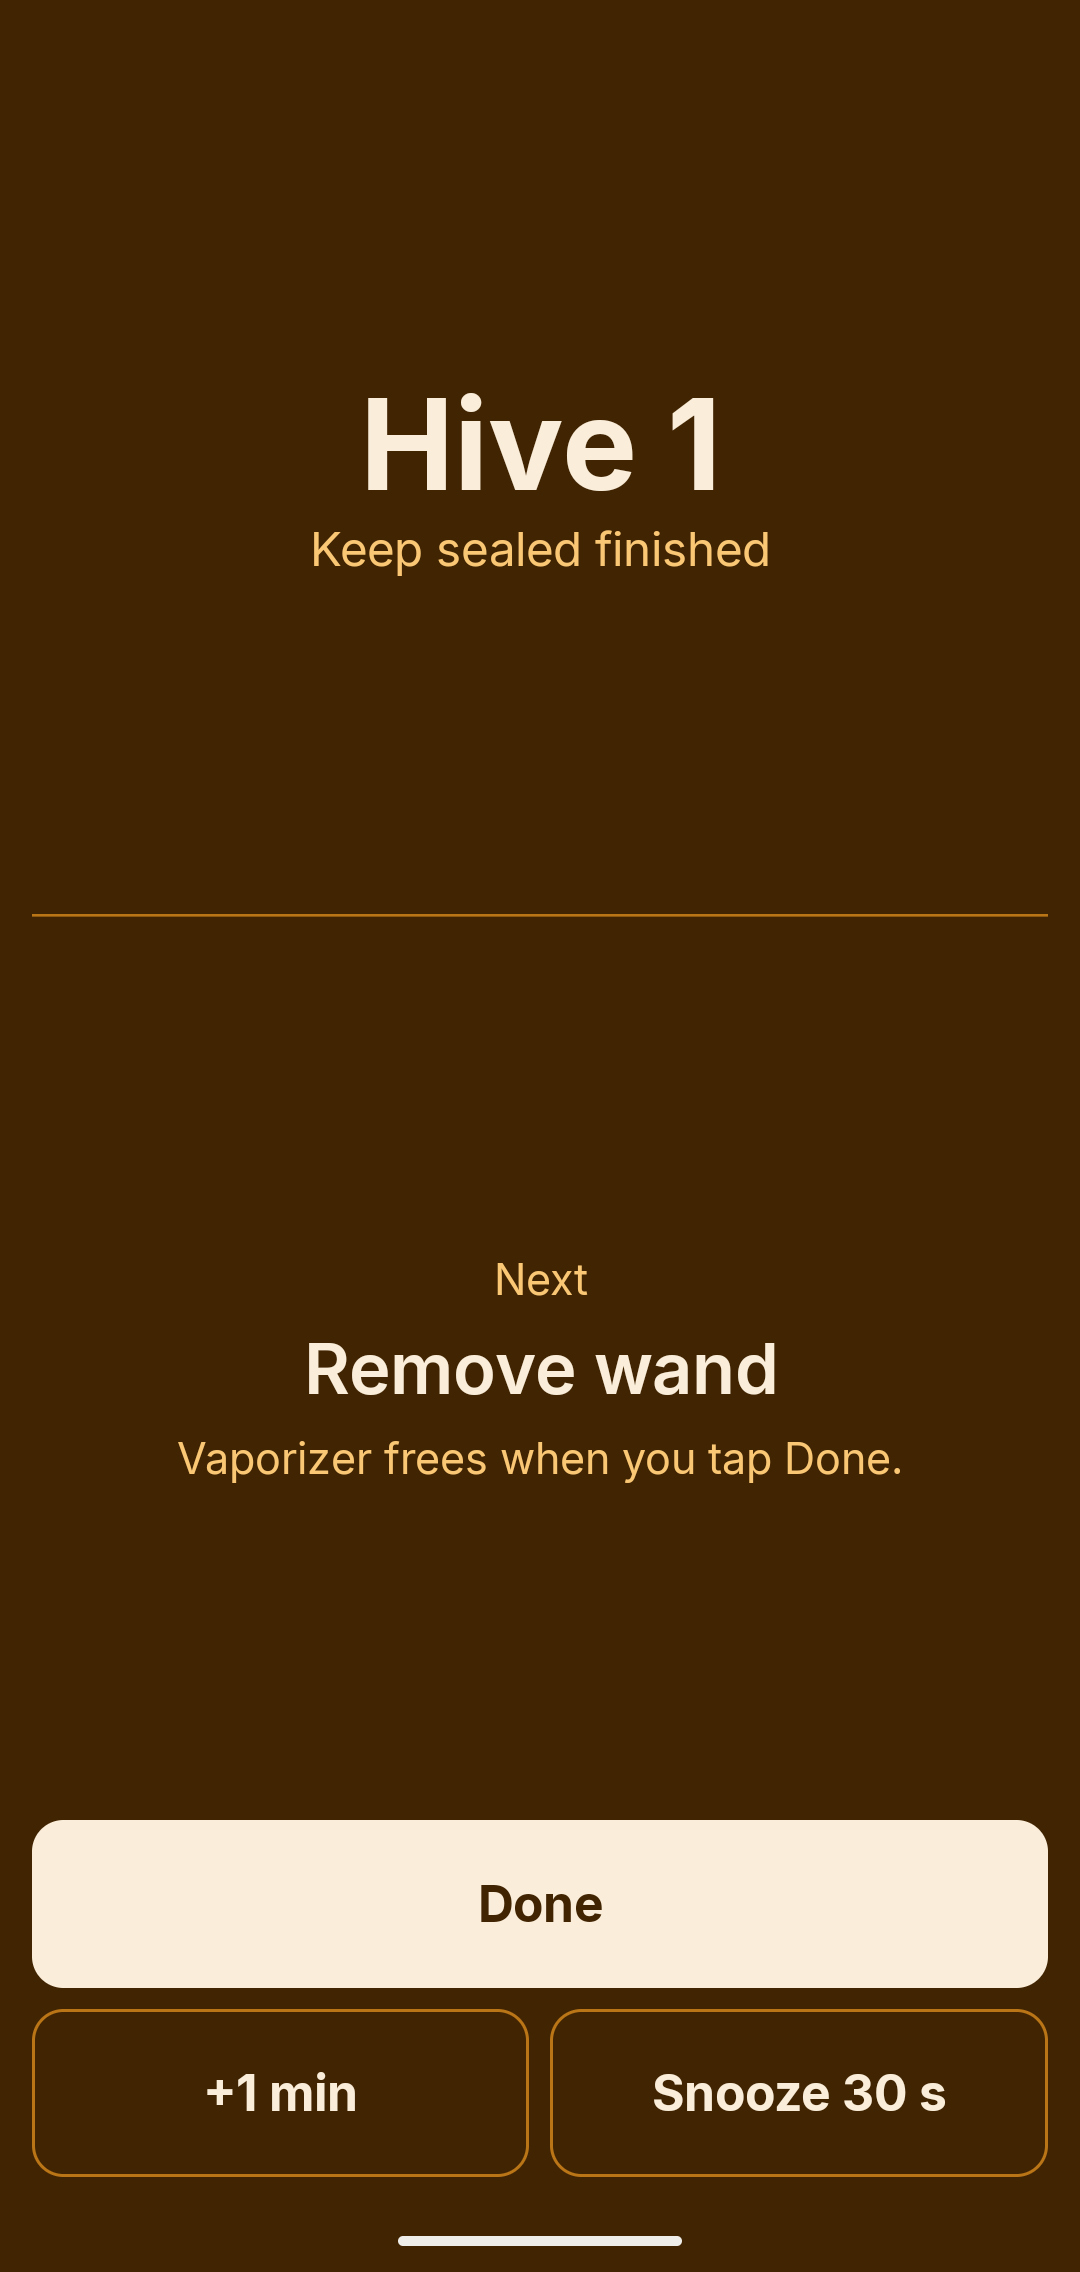 Hive 1
Keep sealed finished
Next
Remove wand
Vaporizer frees when you tap Done.
Done
+1 min
Snooze 30 s